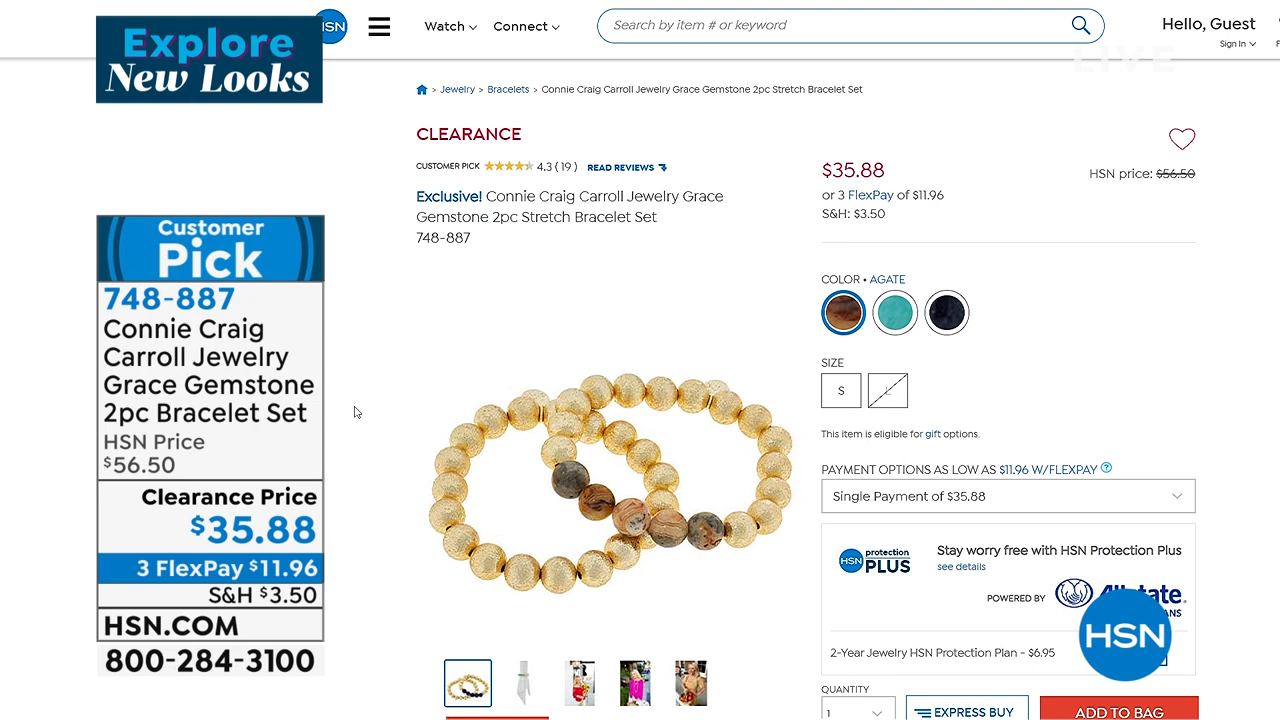 Explore
New Looks
HSN
Watch
Connect
Search by item # or keyword
Hello, Guest
Sign In
LIVE
> Jewelry > Bracelets > Connie Craig Carroll Jewelry Grace Gemstone 2pc Stretch Bracelet Set
CLEARANCE
CUSTOMER PICK 4.3 ( 19 ) READ REVIEWS
Exclusive! Connie Craig Carroll Jewelry Grace
Gemstone 2pc Stretch Bracelet Set
748-887
$35.88
HSN price: $56.50
or 3 FlexPay of $11.96
S&H: $3.50
Customer
Pick
748-887
Connie Craig
Carroll Jewelry
Grace Gemstone
2pc Bracelet Set
HSN Price
$56.50
Clearance Price
$35.88
3 FlexPay $11.96
S&H $3.50
HSN.COM
800-284-3100
COLOR • AGATE
SIZE
S
L
This item is eligible for gift options.
PAYMENT OPTIONS AS LOW AS $11.96 W/FLEXPAY ?
Single Payment of $35.88
HSN protection PLUS
Stay worry free with HSN Protection Plus
see details
POWERED BY
HSN
2-Year Jewelry HSN Protection Plan - $6.95
QUANTITY
1
EXPRESS BUY
ADD TO BAG